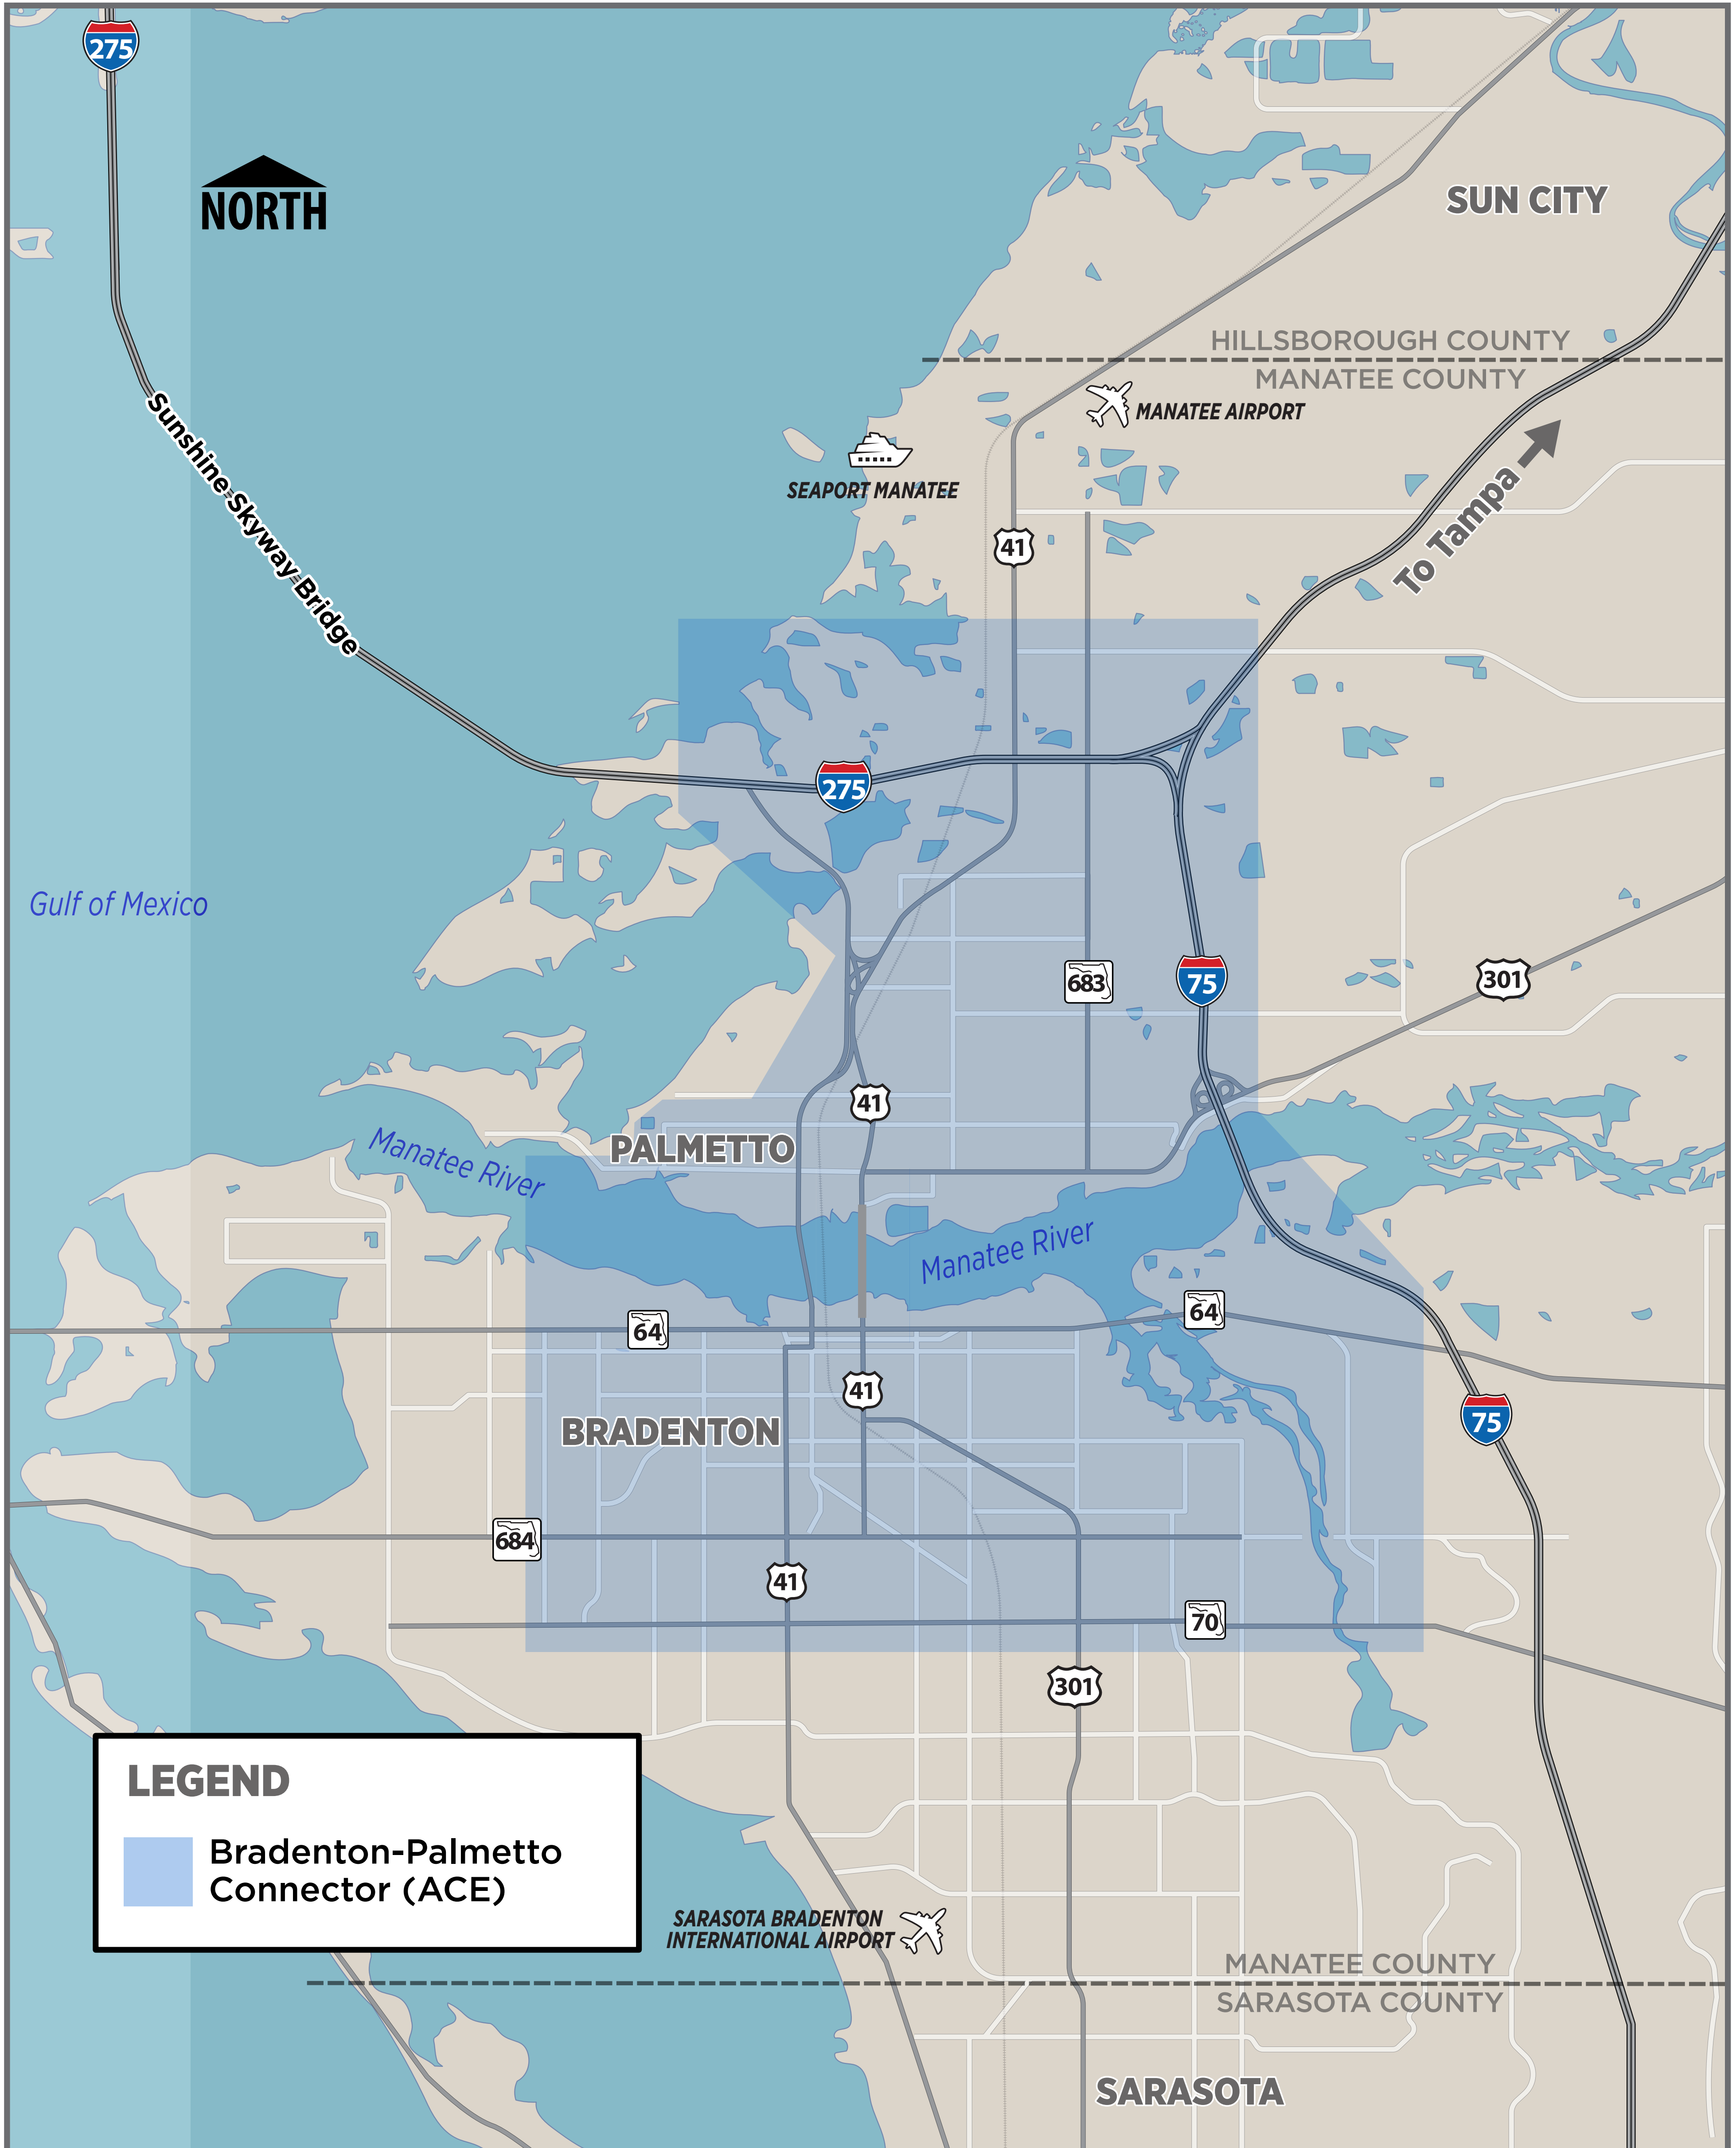 275
NORTH
SUN CITY
HILLSBOROUGH COUNTY
MANATEE COUNTY
MANATEE AIRPORT
Sunshine Skyway Bridge
SEAPORT MANATEE
To Tampa
41
275
Gulf of Mexico
683
75
301
41
PALMETTO
Manatee River
Manatee River
64
64
41
75
BRADENTON
684
41
70
301
LEGEND
Bradenton-Palmetto
Connector (ACE)
SARASOTA BRADENTON
INTERNATIONAL AIRPORT
MANATEE COUNTY
SARASOTA COUNTY
SARASOTA